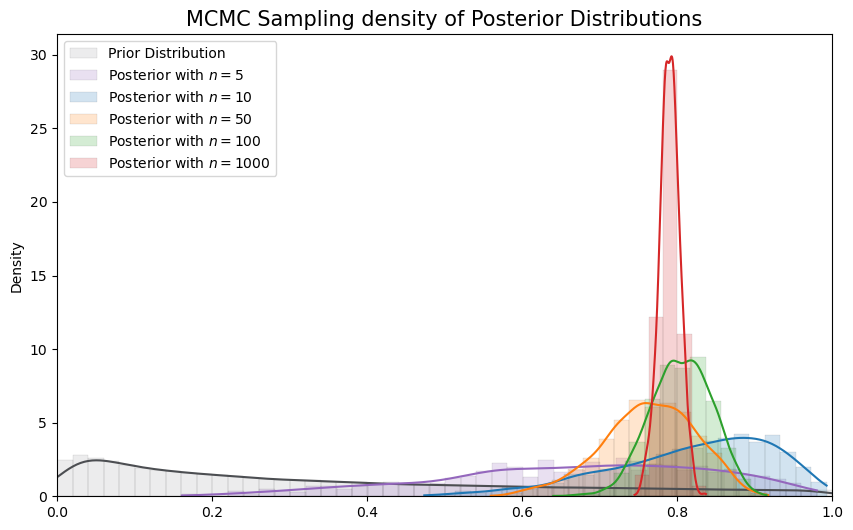 MCMC Sampling density of Posterior Distributions
Prior Distribution
Posterior with n = 5
Posterior with n = 10
Posterior with n = 50
Posterior with n = 100
Posterior with n = 1000
Density
30
25
20
15
10
5
0
0.0 0.2 0.4 0.6 0.8 1.0